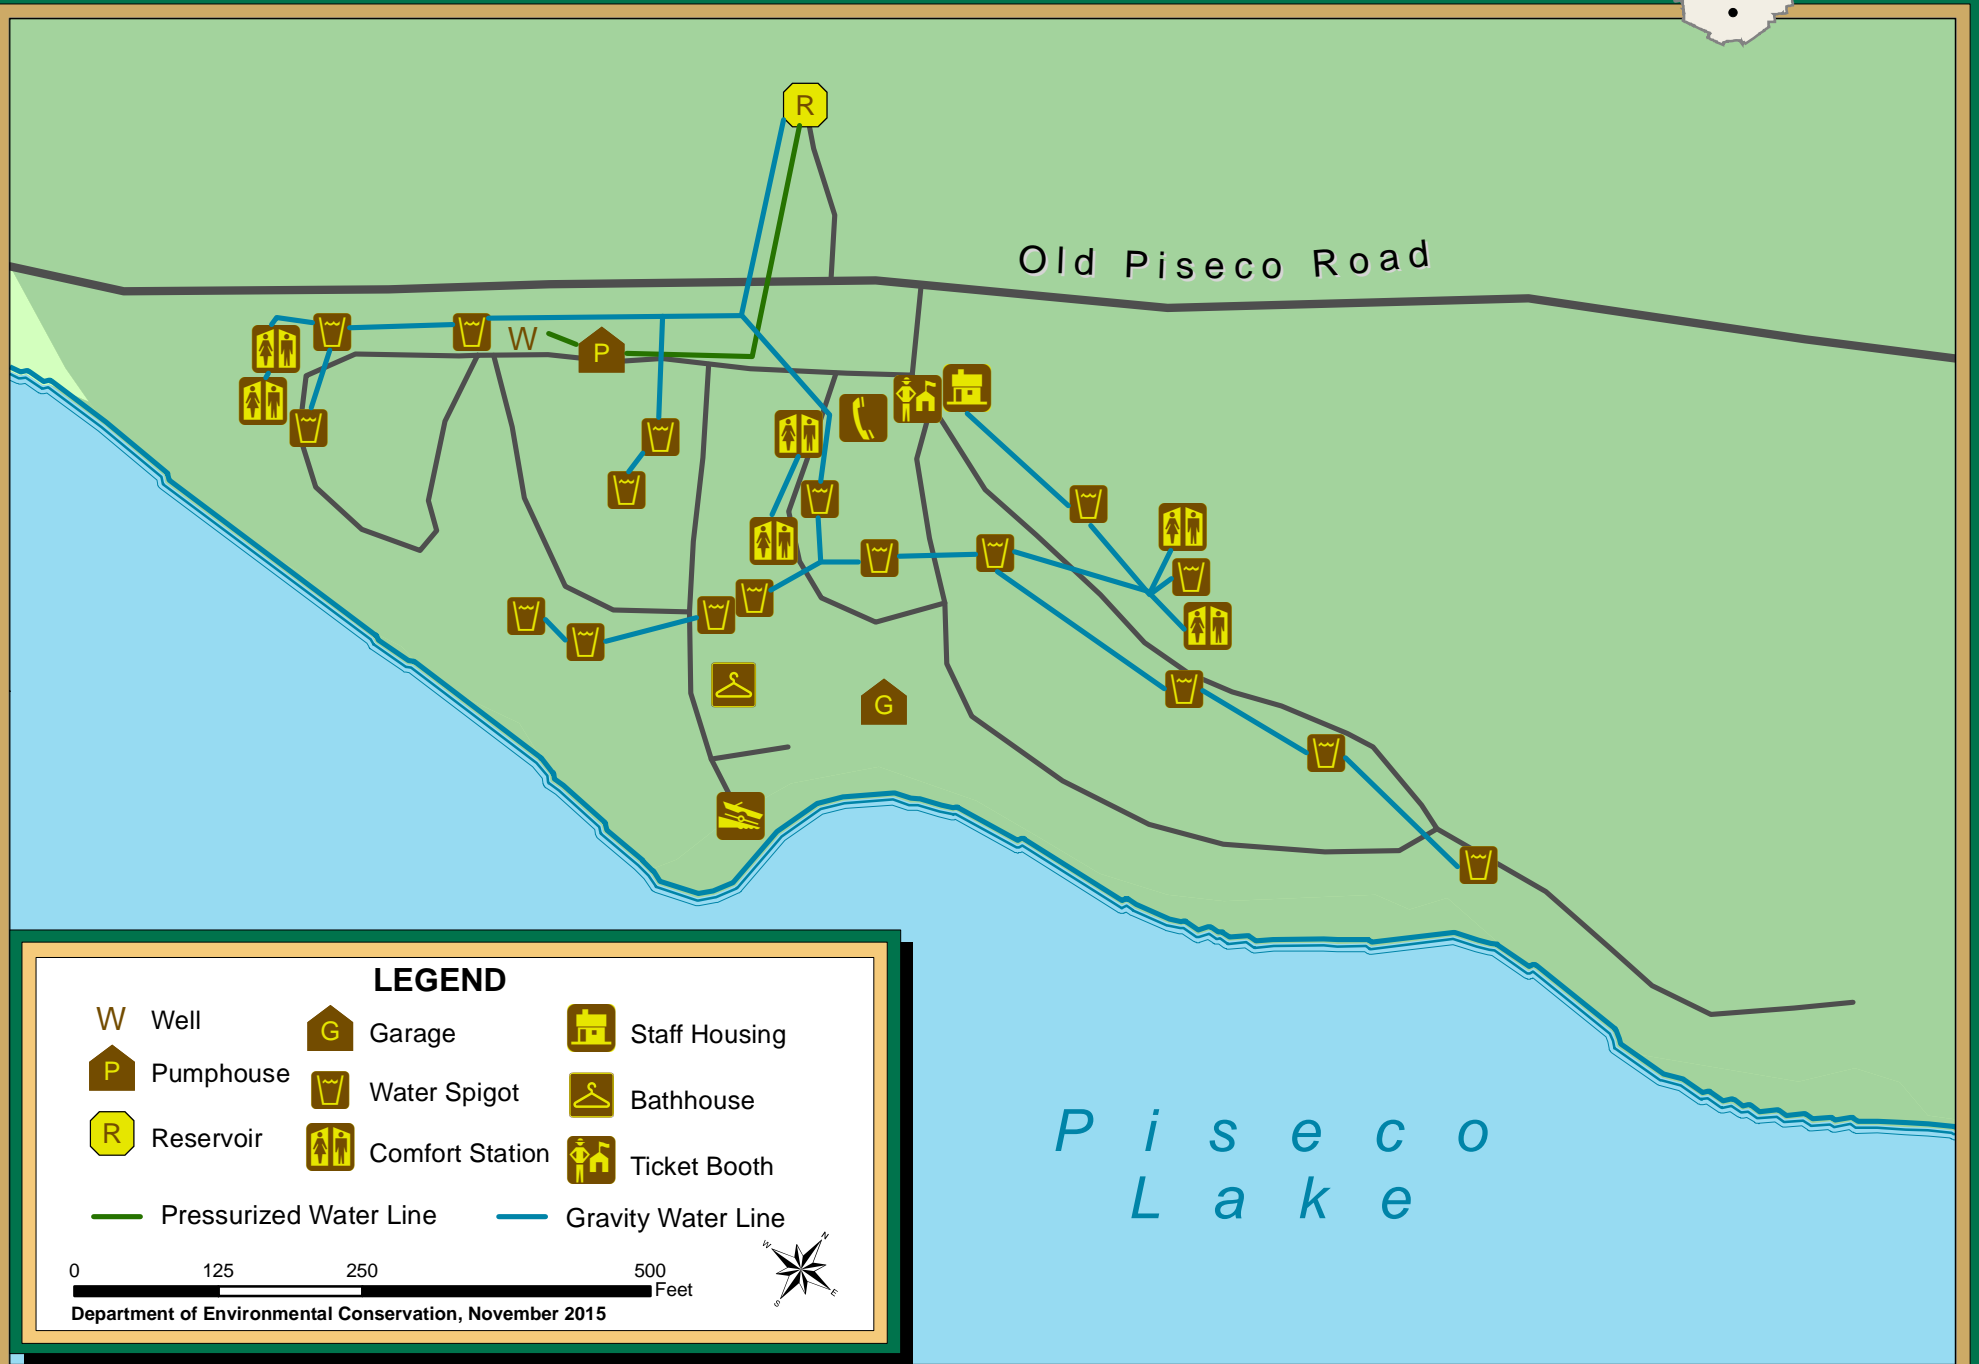 R
Old Piseco Road
W
P
G
LEGEND
W Well
P Pumphouse
R Reservoir
G Garage
Water Spigot
Comfort Station
Staff Housing
Bathhouse
Ticket Booth
Pressurized Water Line
Gravity Water Line
0 125 250 500
Feet
N
W
E
S
Department of Environmental Conservation, November 2015
Piseco
Lake